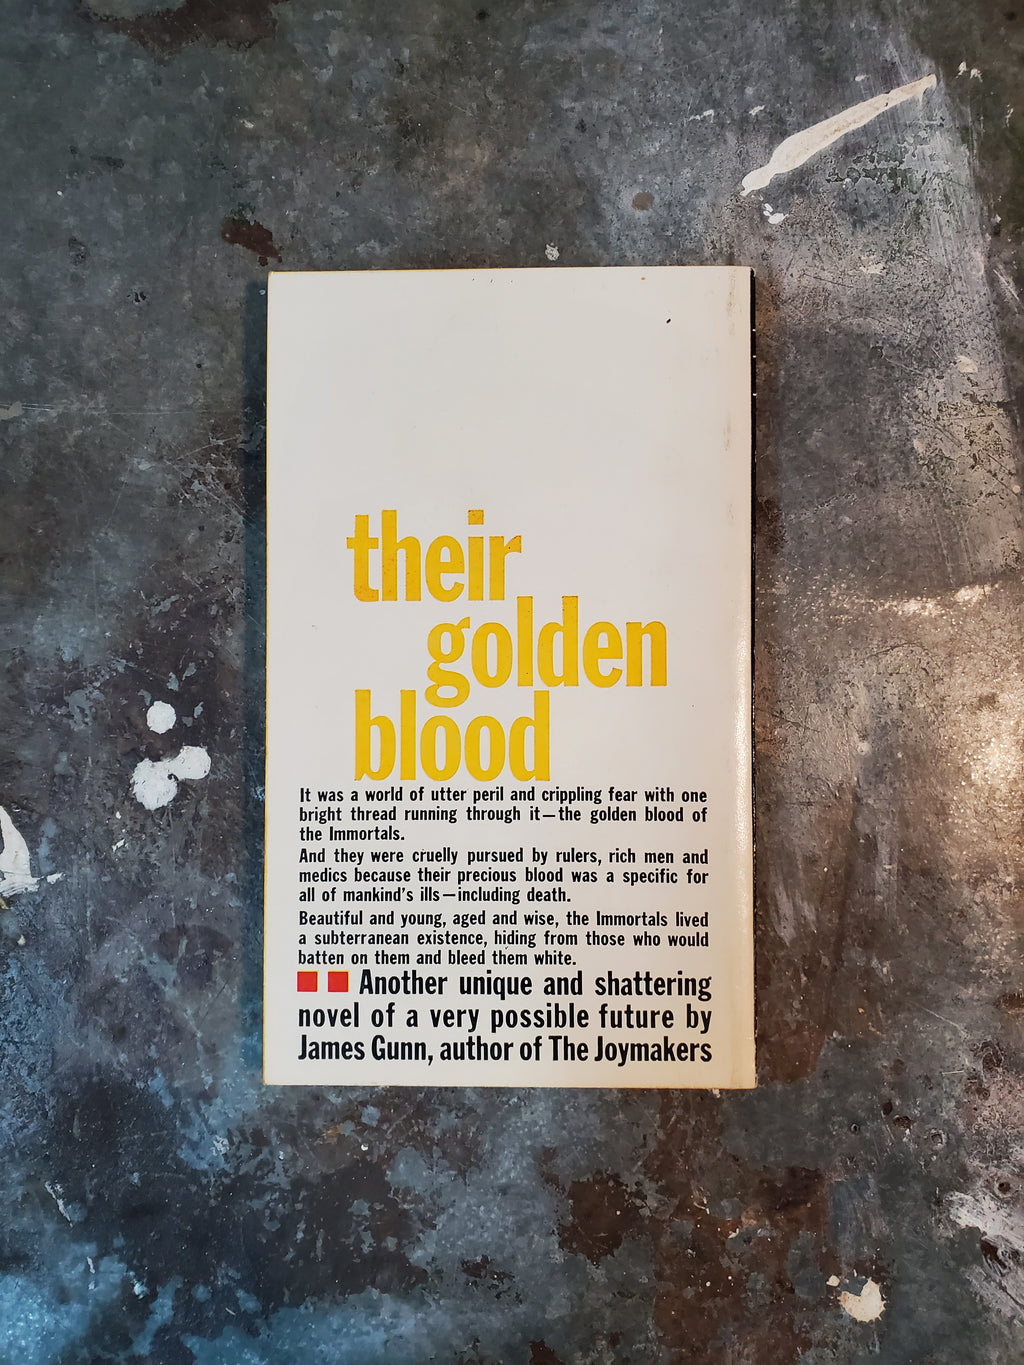 their
golden
blood
It was a world of utter peril and crippling fear with one
bright thread running through it—the golden blood of
the Immortals.
And they were cruelly pursued by rulers, rich men and
medics because their precious blood was a specific for
all of mankind's ills—including death.
Beautiful and young, aged and wise, the Immortals lived
a subterranean existence, hiding from those who would
batten on them and bleed them white.
Another unique and shattering
novel of a very possible future by
James Gunn, author of The Joymakers